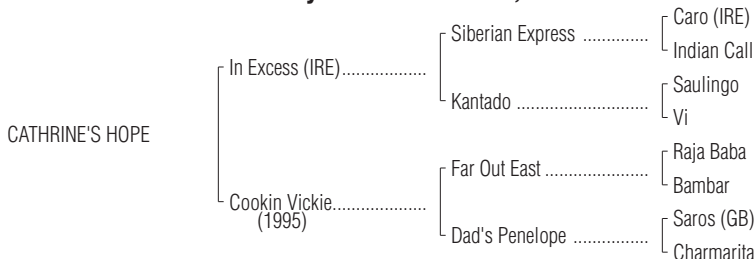 Caro (IRE)
Siberian Express ..............
Indian Call
In Excess (IRE)...................
Saulingo
Kantado ............................
Vi
CATHRINE'S HOPE
Raja Baba
Far Out East ......................
Bambar
Cookin Vickie.....................
(1995)
Saros (GB)
Dad's Penelope ................
Charmarita